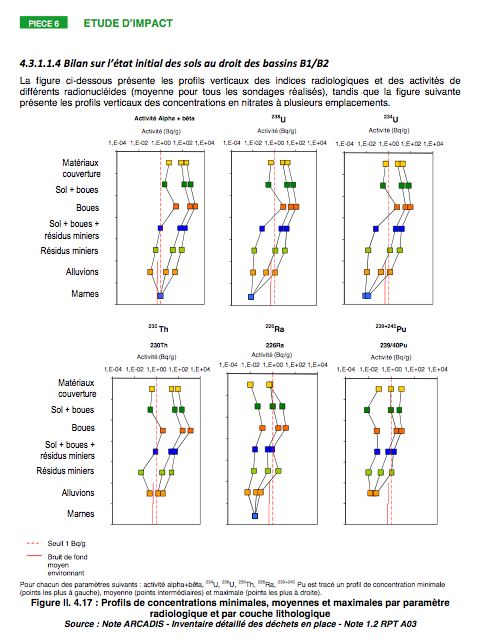 PIECE 6 ETUDE D'IMPACT
4.3.1.1.4 Bilan sur l'état initial des sols au droit des bassins B1/B2
La figure ci-dessous présente les profils verticaux des indices radiologiques et des activités de
différents radionucléides (moyenne pour tous les sondages réalisés), tandis que la figure suivante
présente les profils verticaux des concentrations en nitrates à plusieurs emplacements.
Activité Alpha + bêta
Activité (Bq/g)
1,E-04 1,E-02 1,E+00 1,E+02 1,E+04
238U
Activité (Bq/g)
1,E-04 1,E-02 1,E+00 1,E+02 1,E+04
234U
Activité (Bq/g)
1,E-04 1,E-02 1,E+00 1,E+02 1,E+04
Matériaux
couverture
Sol + boues
Boues
Sol + boues +
résidus miniers
Résidus miniers
Alluvions
Marnes
230 Th
230Th
Activité (Bq/g)
1,E-04 1,E-02 1,E+00 1,E+02 1,E+04
226Ra
226Ra
Activité (Bq/g)
1,E-04 1,E-02 1,E+00 1,E+02 1,E+04
239+240Pu
239/40Pu
Activité (Bq/g)
1,E-04 1,E-02 1,E+00 1,E+02 1,E+04
Matériaux
couverture
Sol + boues
Boues
Sol + boues +
résidus miniers
Résidus miniers
Alluvions
Marnes
Seuil 1 Bq/g
Bruit de fond
moyen
environnant
Pour chacun des paramètres suivants : activité alpha+bêta, 234U, 238U, 230Th, 226Ra, 239+240 Pu est tracé un profil de concentration minimale
(points les plus à gauche), moyenne (points intermédiaires) et maximale (points les plus à droite).
Figure II. 4.17 : Profils de concentrations minimales, moyennes et maximales par paramètre
radiologique et par couche lithologique
Source : Note ARCADIS - Inventaire détaillé des déchets en place - Note 1.2 RPT A03